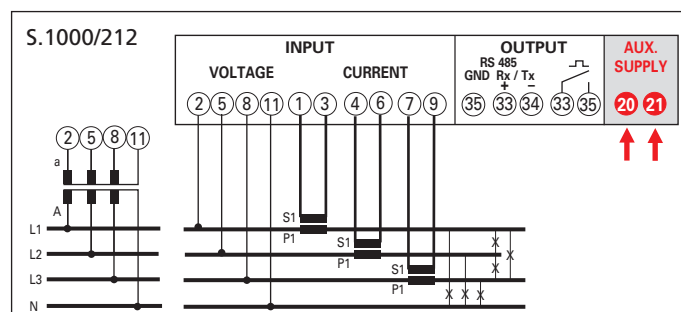 S.1000/212
INPUT
OUTPUT
AUX.
SUPPLY
VOLTAGE
CURRENT
RS 485
GND Rx / Tx
+ −
2 5 8 11 1 3 4 6 7 9 35 33 34 33 35 20 21
2 5 8 11
a
A
S1
P1
S1
P1
S1
P1
L1
L2
L3
N
X
X
X
X X X